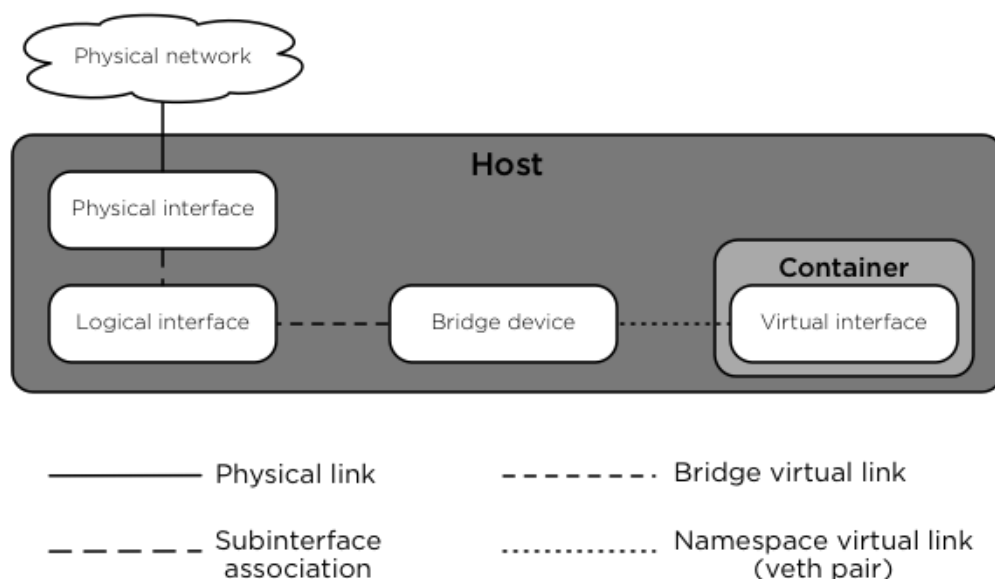 Physical network
Host
Physical interface
Container
Logical interface
Bridge device
Virtual interface
Physical link
Bridge virtual link
Subinterface
association
Namespace virtual link
(veth pair)